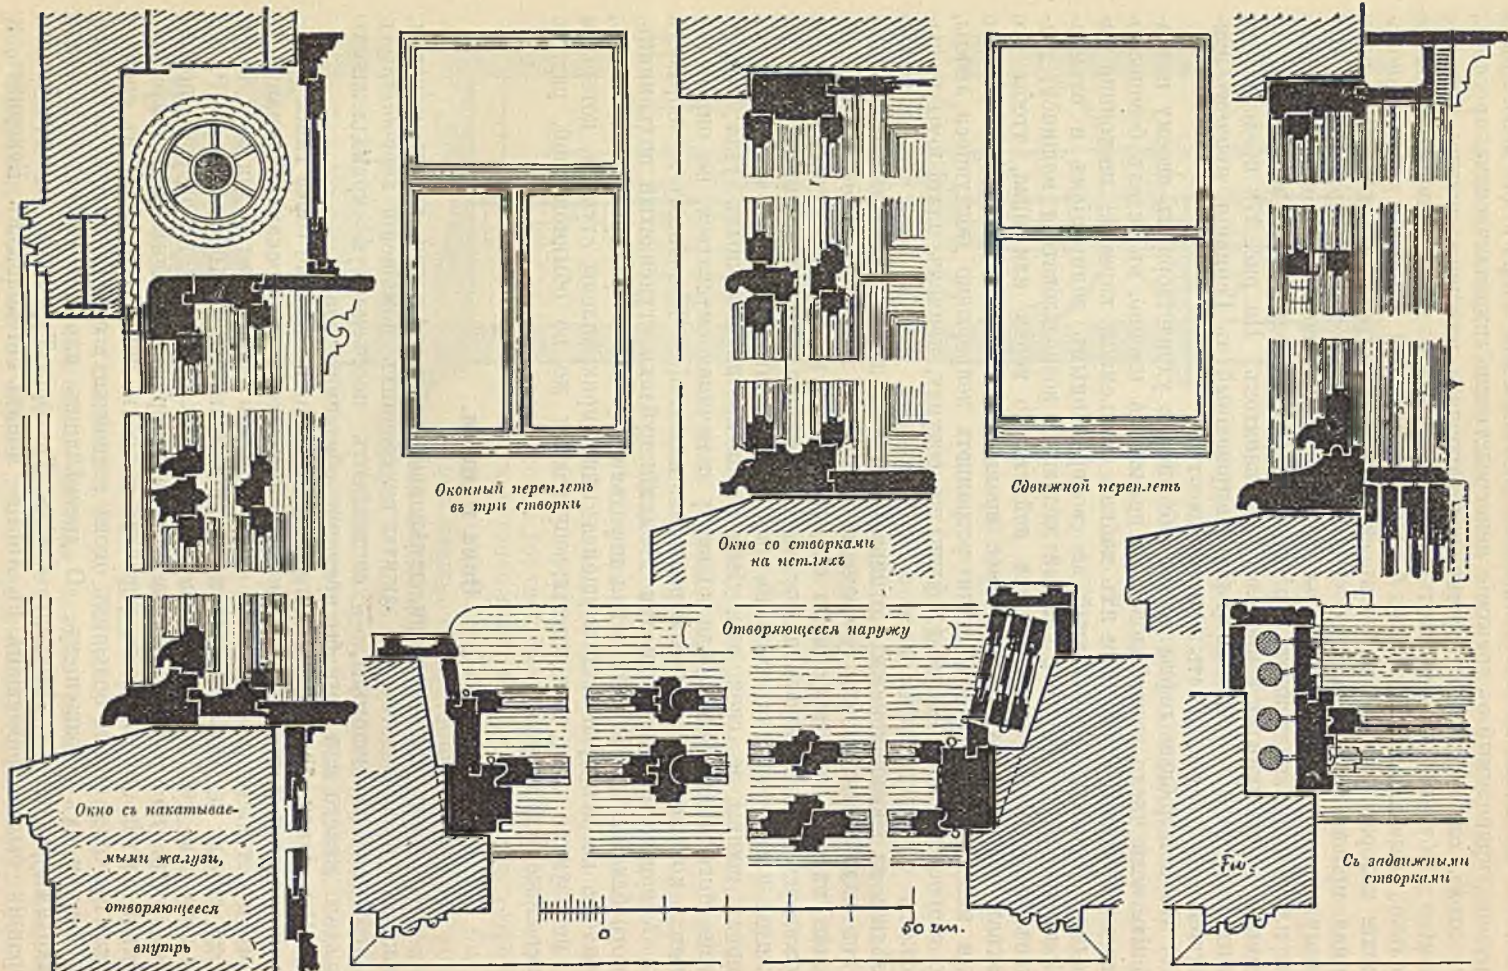 Оконный переплетъ
въ три створки
Окно со створками
на петляхъ
Сдвижной переплетъ
Отворяющееся наружу
Окно съ накатывае-
мыми жалузи,
отворяющееся
внутрь
0
50 cm.
Съ задвижными
створками